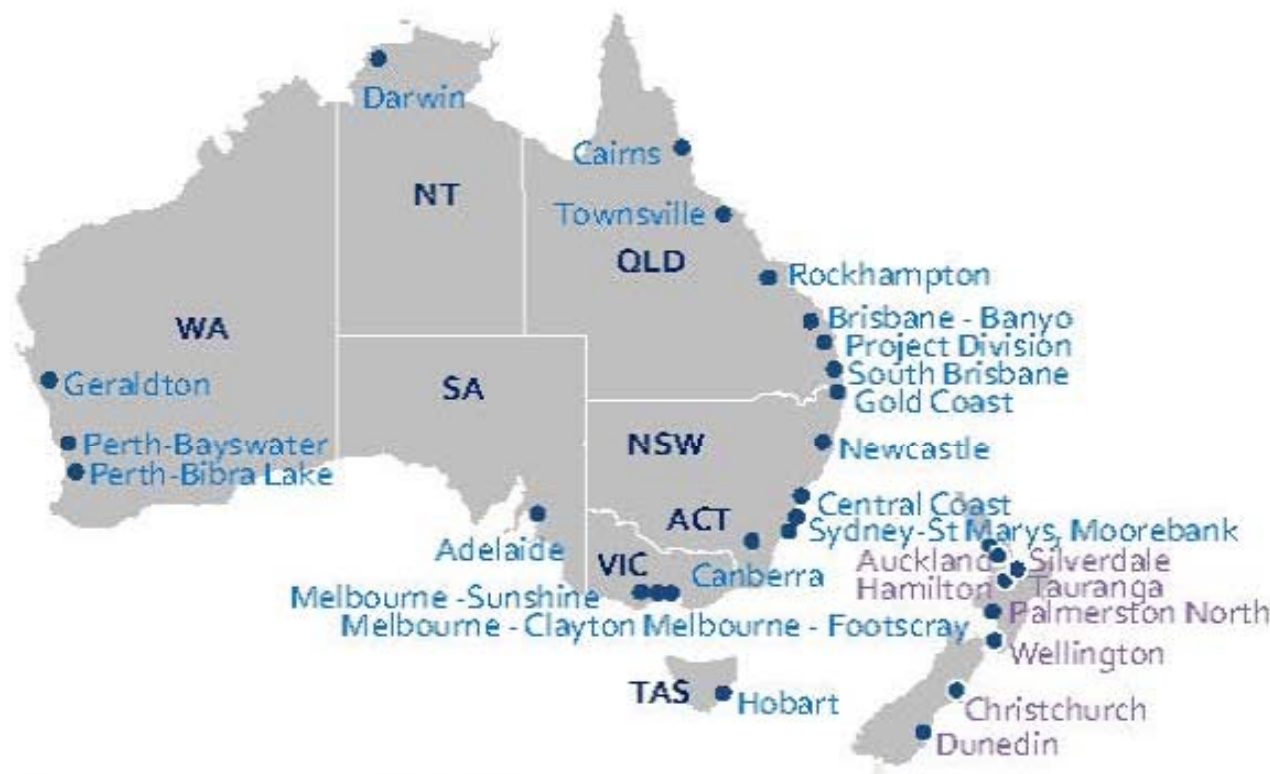 Darwin
Cairns
NT
Townsville
QLD
Rockhampton
WA
Brisbane - Banyo
Project Division
Geraldton
SA
South Brisbane
Gold Coast
Perth-Bayswater
NSW
Newcastle
Perth-Bibra Lake
Central Coast
ACT
Sydney-St Marys, Moorebank
Adelaide
VIC
Canberra
Auckland
Silverdale
Hamilton
Tauranga
Melbourne -Sunshine
Melbourne - Clayton Melbourne - Footscray
Palmerston North
Wellington
TAS
Hobart
Christchurch
Dunedin